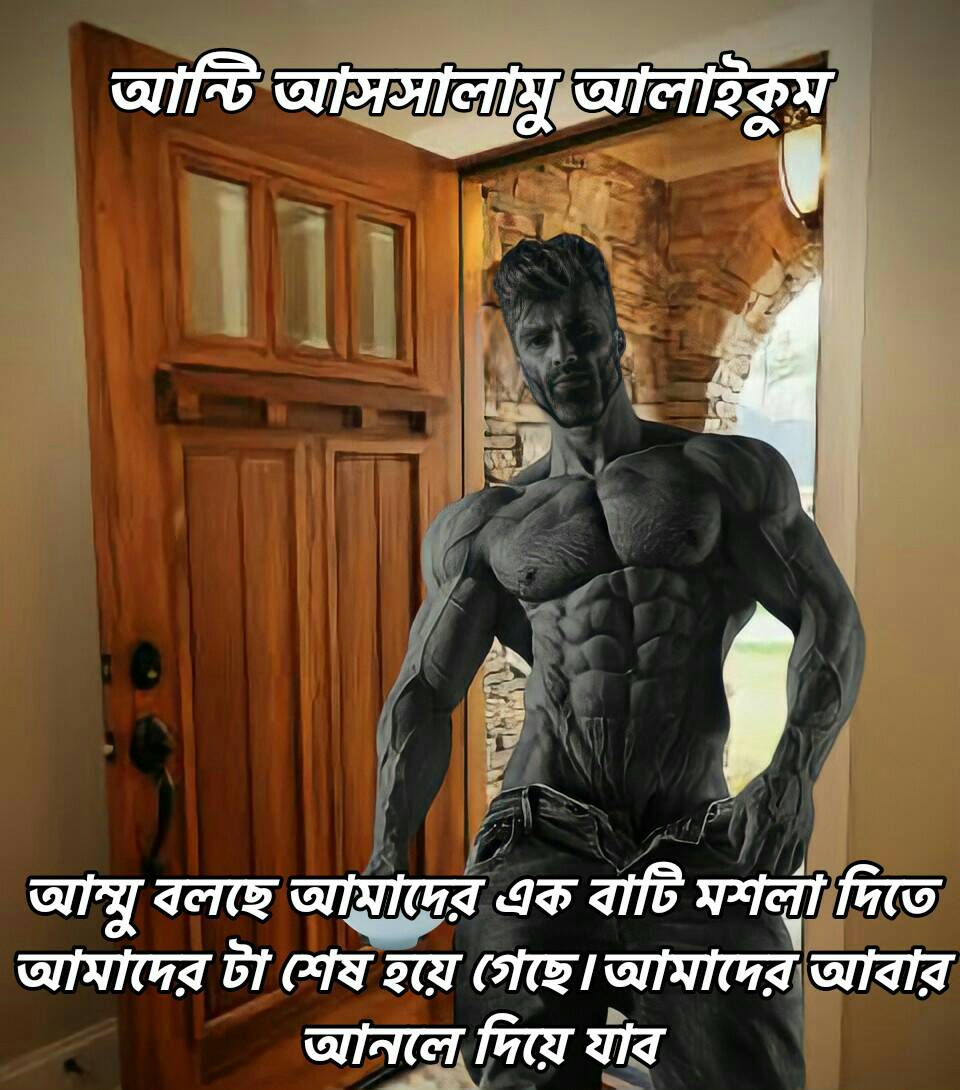 আন্টি আসসালামু আলাইকুম
আম্মু বলছে আমাদের এক বাটি মশলা দিতে
আমাদের টা শেষ হয়ে গেছে।আমাদের আবার
আনলে দিয়ে যাব